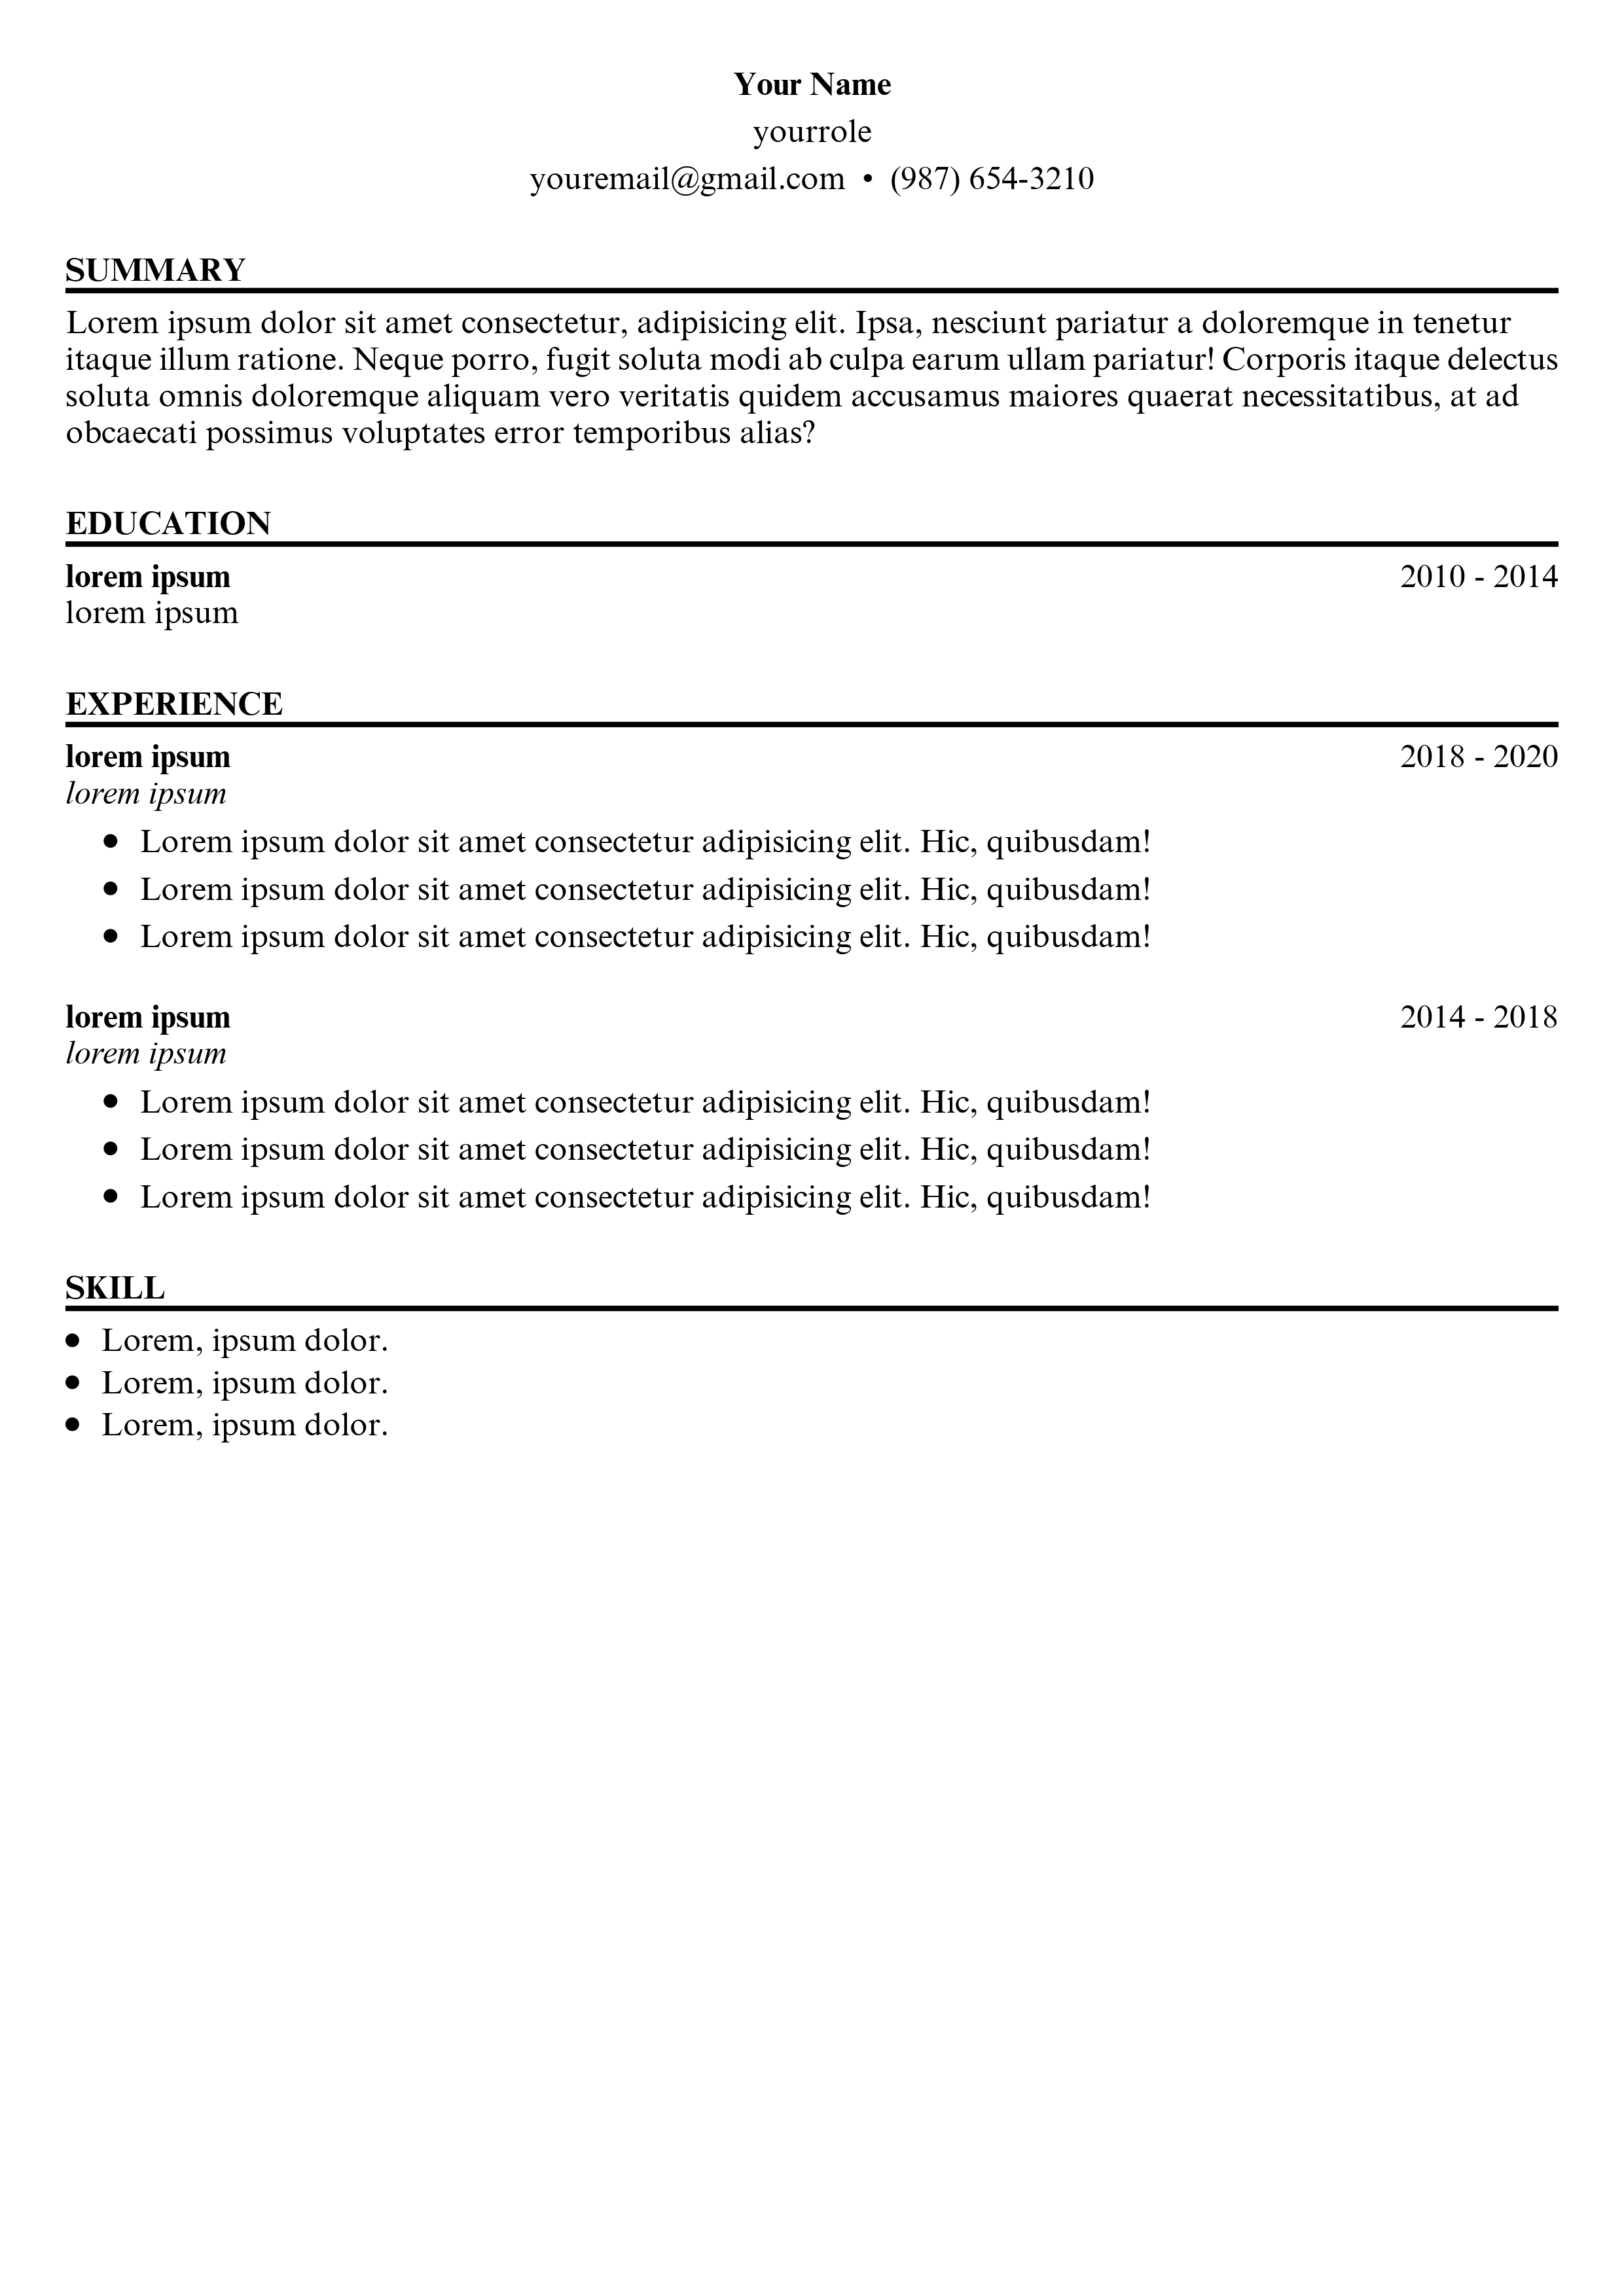 Your Name
yourrole
youremail@gmail.com • (987) 654-3210
SUMMARY
Lorem ipsum dolor sit amet consectetur, adipisicing elit. Ipsa, nesciunt pariatur a doloremque in tenetur
itaque illum ratione. Neque porro, fugit soluta modi ab culpa earum ullam pariatur! Corporis itaque delectus
soluta omnis doloremque aliquam vero veritatis quidem accusamus maiores quaerat necessitatibus, at ad
obcaecati possimus voluptates error temporibus alias?
EDUCATION
lorem ipsum 2010 - 2014
lorem ipsum
EXPERIENCE
lorem ipsum 2018 - 2020
lorem ipsum
• Lorem ipsum dolor sit amet consectetur adipisicing elit. Hic, quibusdam!
• Lorem ipsum dolor sit amet consectetur adipisicing elit. Hic, quibusdam!
• Lorem ipsum dolor sit amet consectetur adipisicing elit. Hic, quibusdam!
lorem ipsum 2014 - 2018
lorem ipsum
• Lorem ipsum dolor sit amet consectetur adipisicing elit. Hic, quibusdam!
• Lorem ipsum dolor sit amet consectetur adipisicing elit. Hic, quibusdam!
• Lorem ipsum dolor sit amet consectetur adipisicing elit. Hic, quibusdam!
SKILL
• Lorem, ipsum dolor.
• Lorem, ipsum dolor.
• Lorem, ipsum dolor.